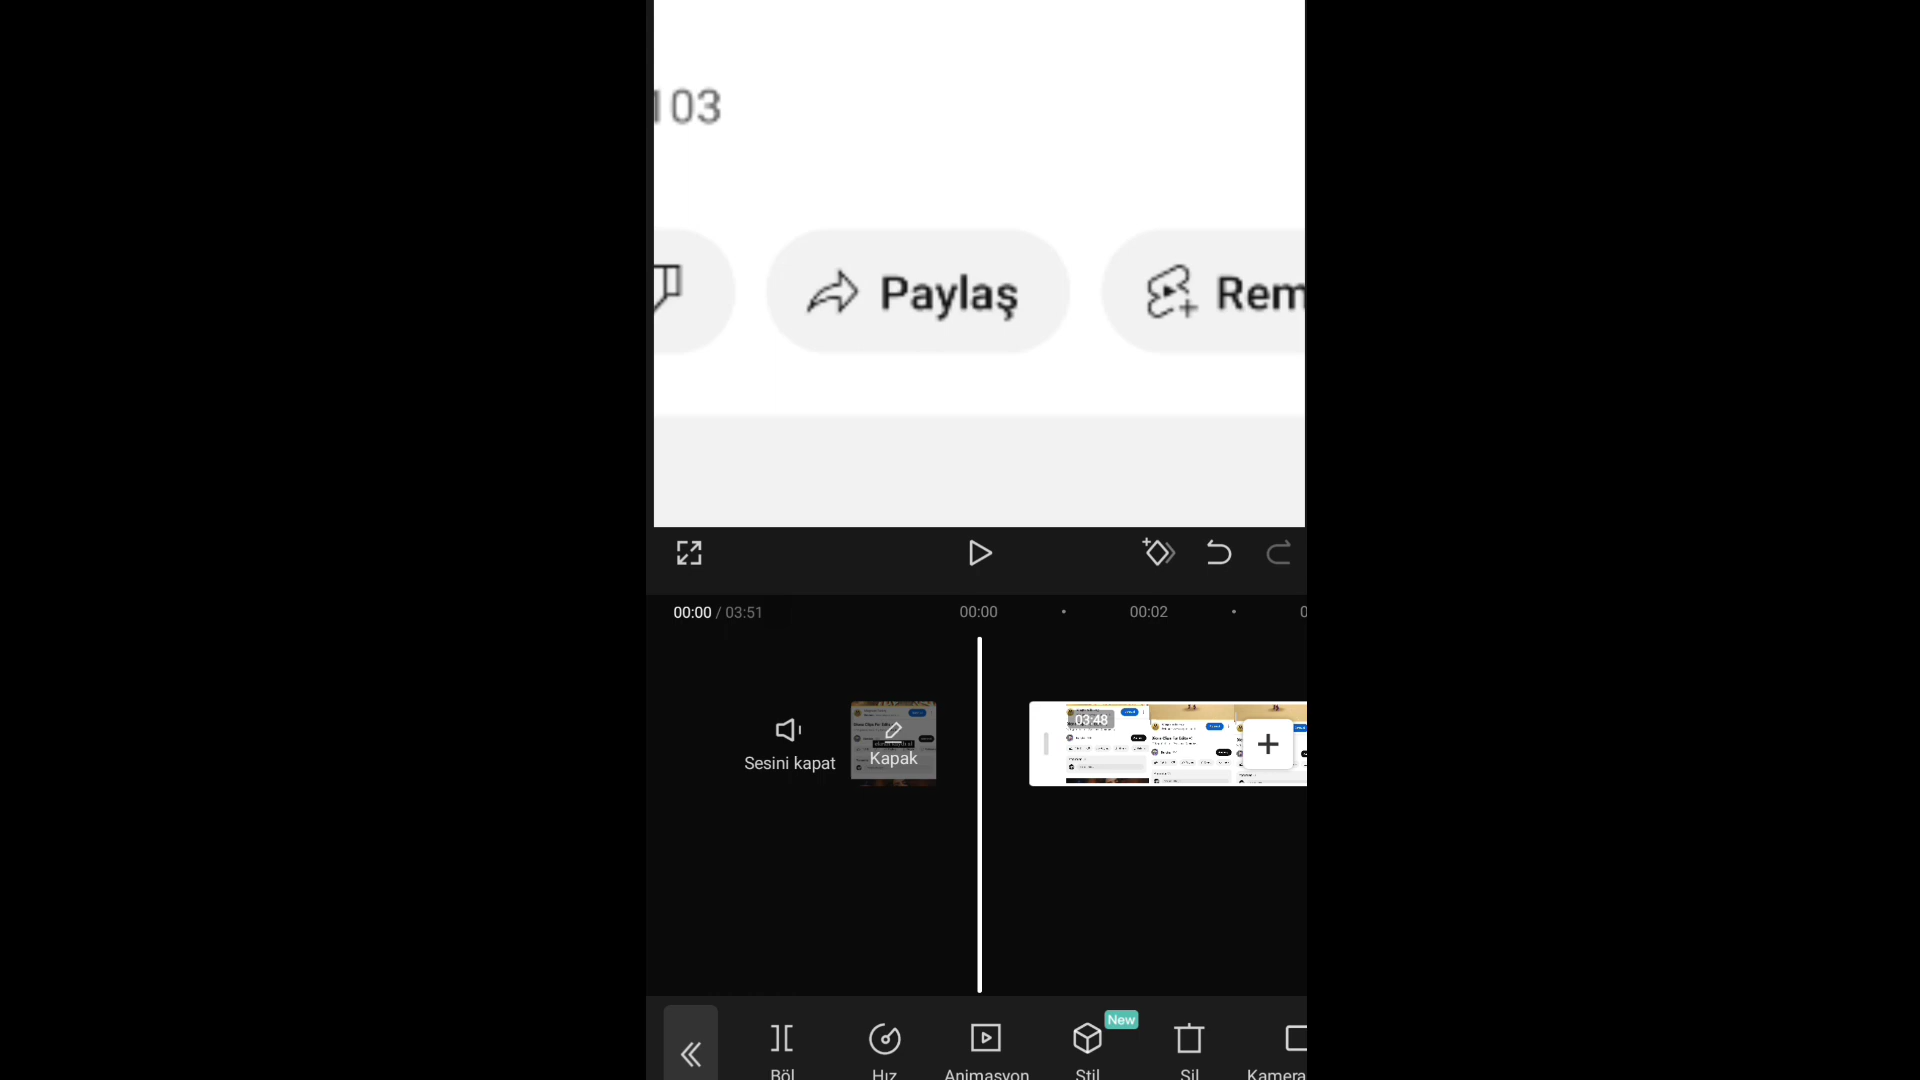 103
Paylaş
Rem
00:00 / 03:51
00:00
00:02
0
03:48
Sesini kapat
Kapak
New
Böl
Hız
Animasyon
Stil
Sil
Kamera